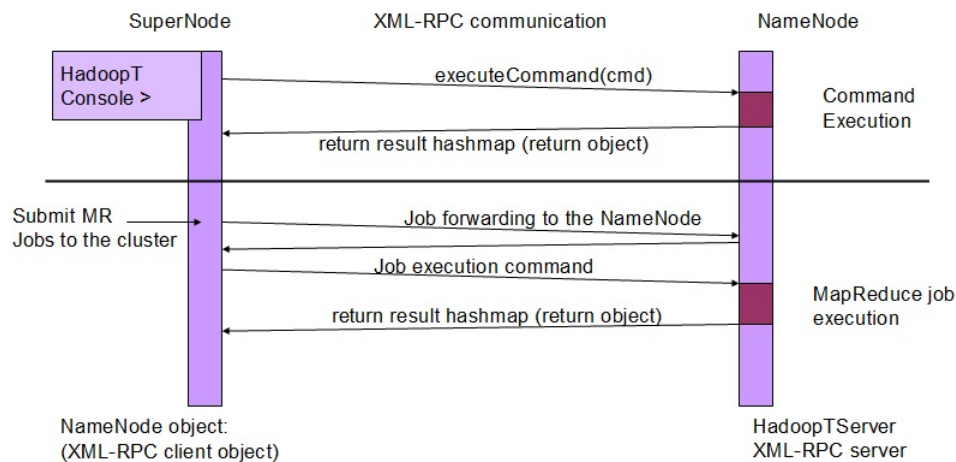 SuperNode
XML-RPC communication
NameNode
HadoopT
Console >
executeCommand(cmd)
Command
Execution
return result hashmap (return object)
Submit MR
Jobs to the cluster
Job forwarding to the NameNode
Job execution command
MapReduce job
execution
return result hashmap (return object)
NameNode object:
(XML-RPC client object)
HadoopTServer
XML-RPC server